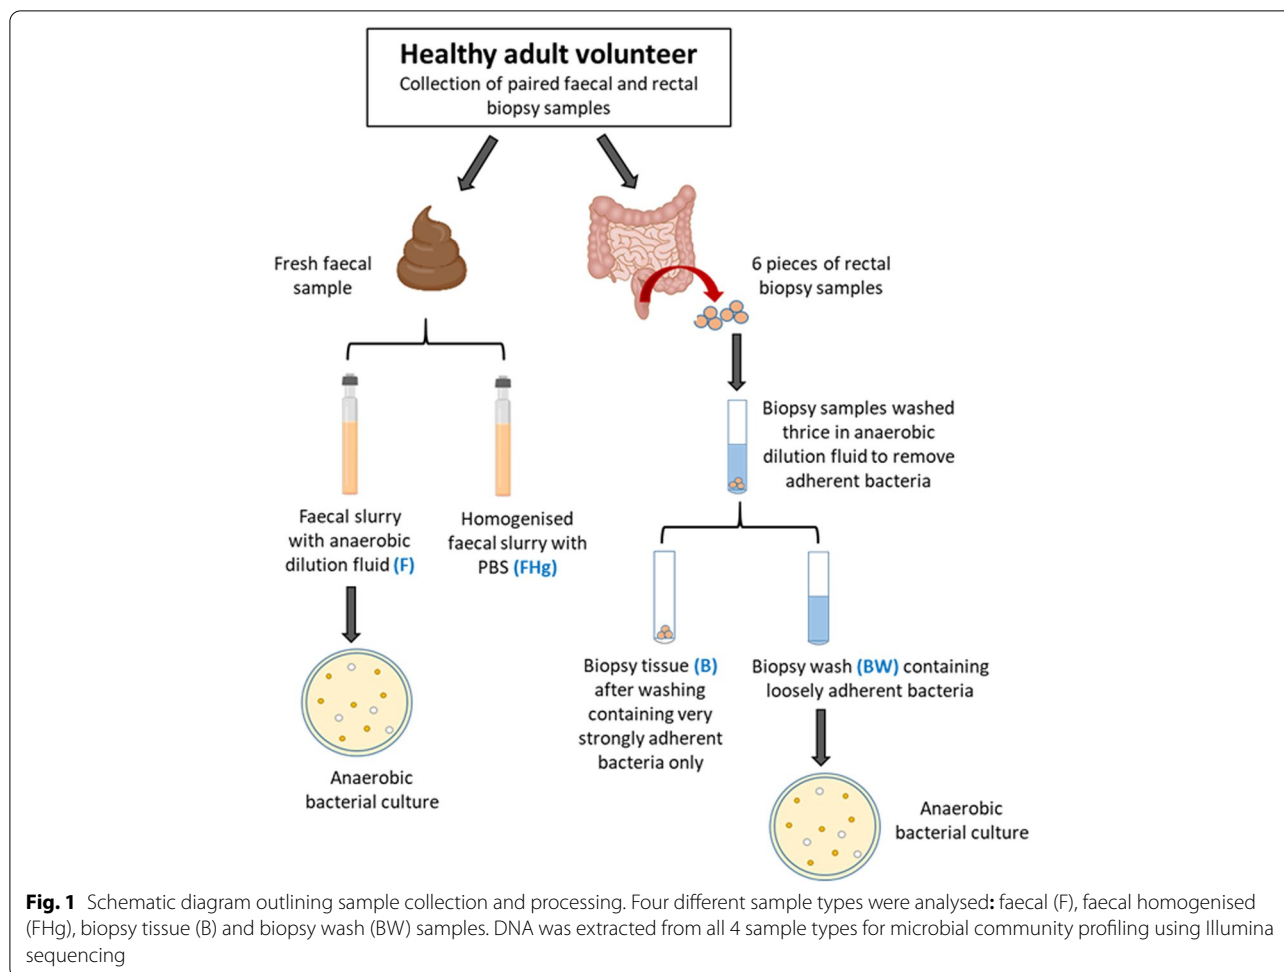 Healthy adult volunteer
Collection of paired faecal and rectal
biopsy samples
Fresh faecal
sample
6 pieces of rectal
biopsy samples
Faecal slurry
with anaerobic
dilution fluid (F)
Homogenised
faecal slurry with
PBS (FHg)
Biopsy samples washed
thrice in anaerobic
dilution fluid to remove
adherent bacteria
Anaerobic
bacterial culture
Biopsy tissue (B)
after washing
containing very
strongly adherent
bacteria only
Biopsy wash (BW) containing
loosely adherent bacteria
Anaerobic
bacterial culture
Fig. 1 Schematic diagram outlining sample collection and processing. Four different sample types were analysed: faecal (F), faecal homogenised
(FHg), biopsy tissue (B) and biopsy wash (BW) samples. DNA was extracted from all 4 sample types for microbial community profiling using Illumina
sequencing